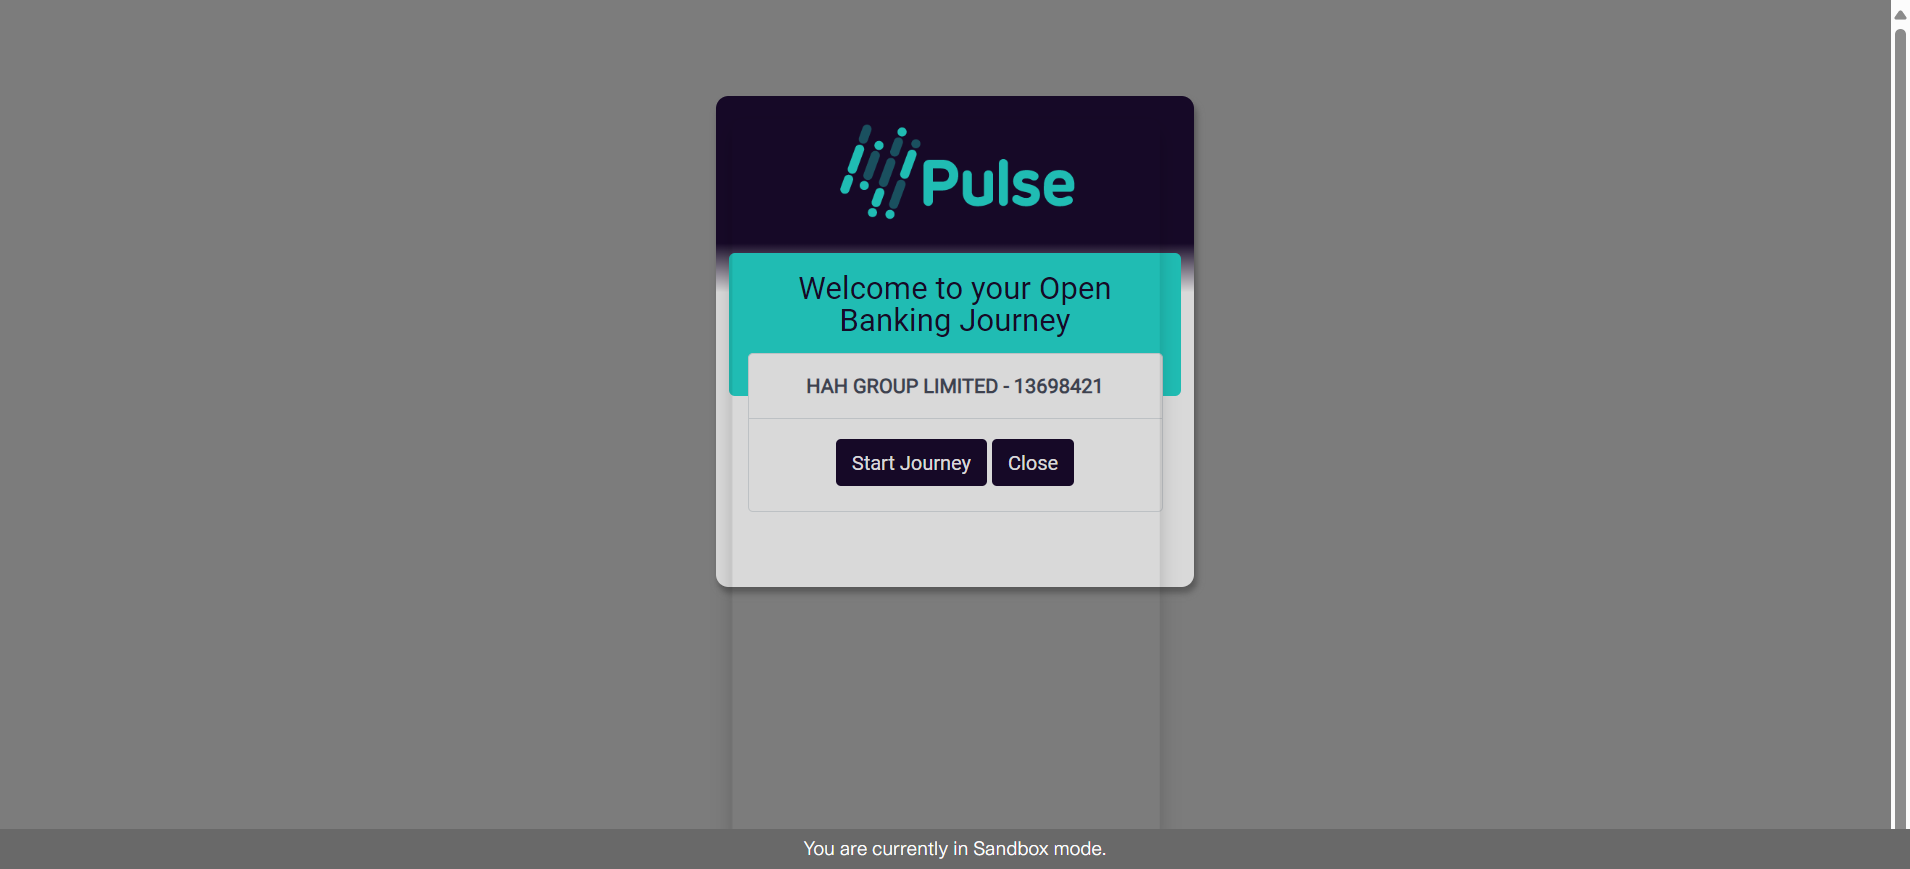 Pulse
Welcome to your Open
Banking Journey
HAH GROUP LIMITED - 13698421
Start Journey Close
You are currently in Sandbox mode.